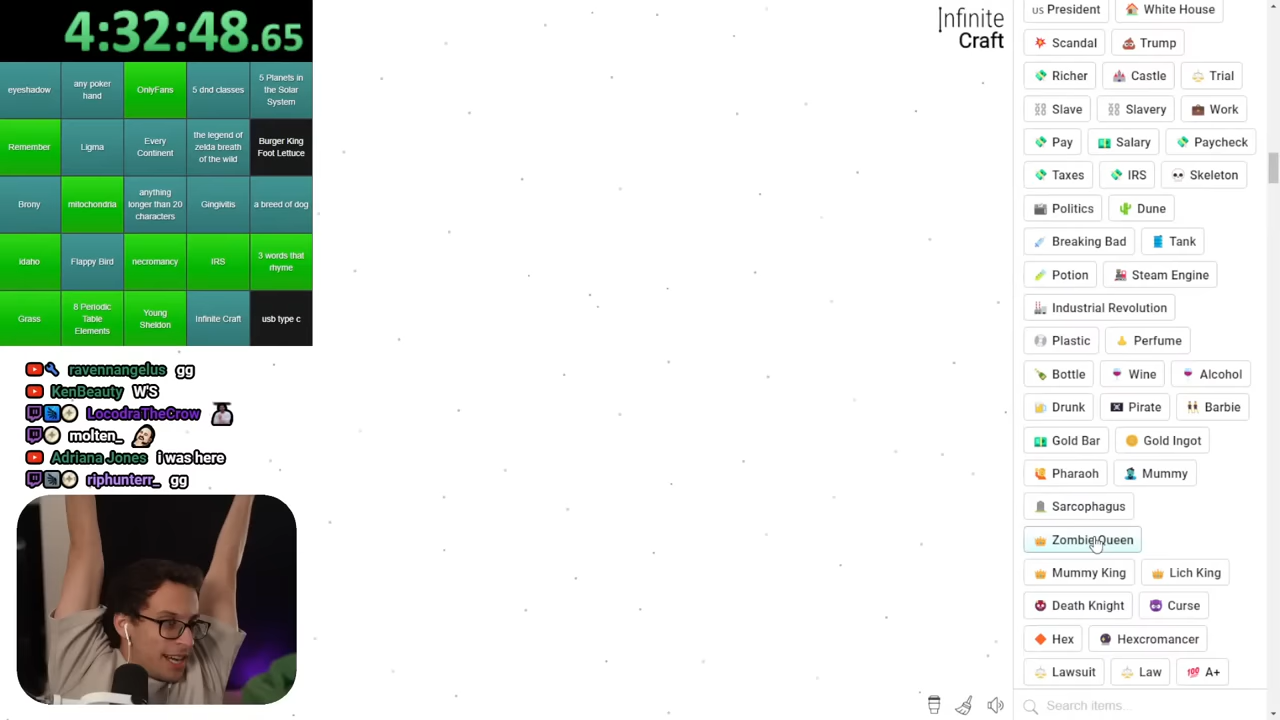 4:32:48.65
eyeshadow
any poker
hand
OnlyFans
5 dnd classes
5 Planets in
the Solar
System
Remember
Ligma
Every
Continent
the legend of
zelda breath
of the wild
Burger King
Foot Lettuce
Brony
mitochondria
anything
longer than 20
characters
Gingivitis
a breed of dog
idaho
Flappy Bird
necromancy
IRS
3 words that
rhyme
Grass
8 Periodic
Table
Elements
Young
Sheldon
Infinite Craft
usb type c
ravennangelus gg
KenBeauty W'S
LocodraTheCrow
molten_
Adriana Jones i was here
riphunterr_ gg
Infinite
Craft
US President White House
Scandal Trump
Richer Castle Trial
Slave Slavery Work
Pay Salary Paycheck
Taxes IRS Skeleton
Politics Dune
Breaking Bad Tank
Potion Steam Engine
Industrial Revolution
Plastic Perfume
Bottle Wine Alcohol
Drunk Pirate Barbie
Gold Bar Gold Ingot
Pharaoh Mummy
Sarcophagus
Zombie Queen
Mummy King Lich King
Death Knight Curse
Hex Hexcromancer
Lawsuit Law 100 A+
Search items...